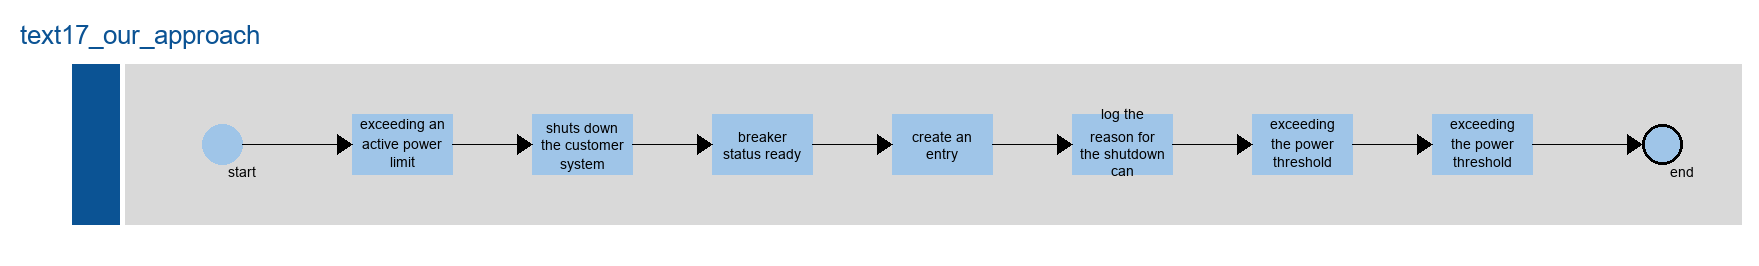 text17_our_approach
start
exceeding an
active power
limit
shuts down
the customer
system
breaker
status ready
create an
entry
log the
reason for
the shutdown
can
exceeding
the power
threshold
exceeding
the power
threshold
end